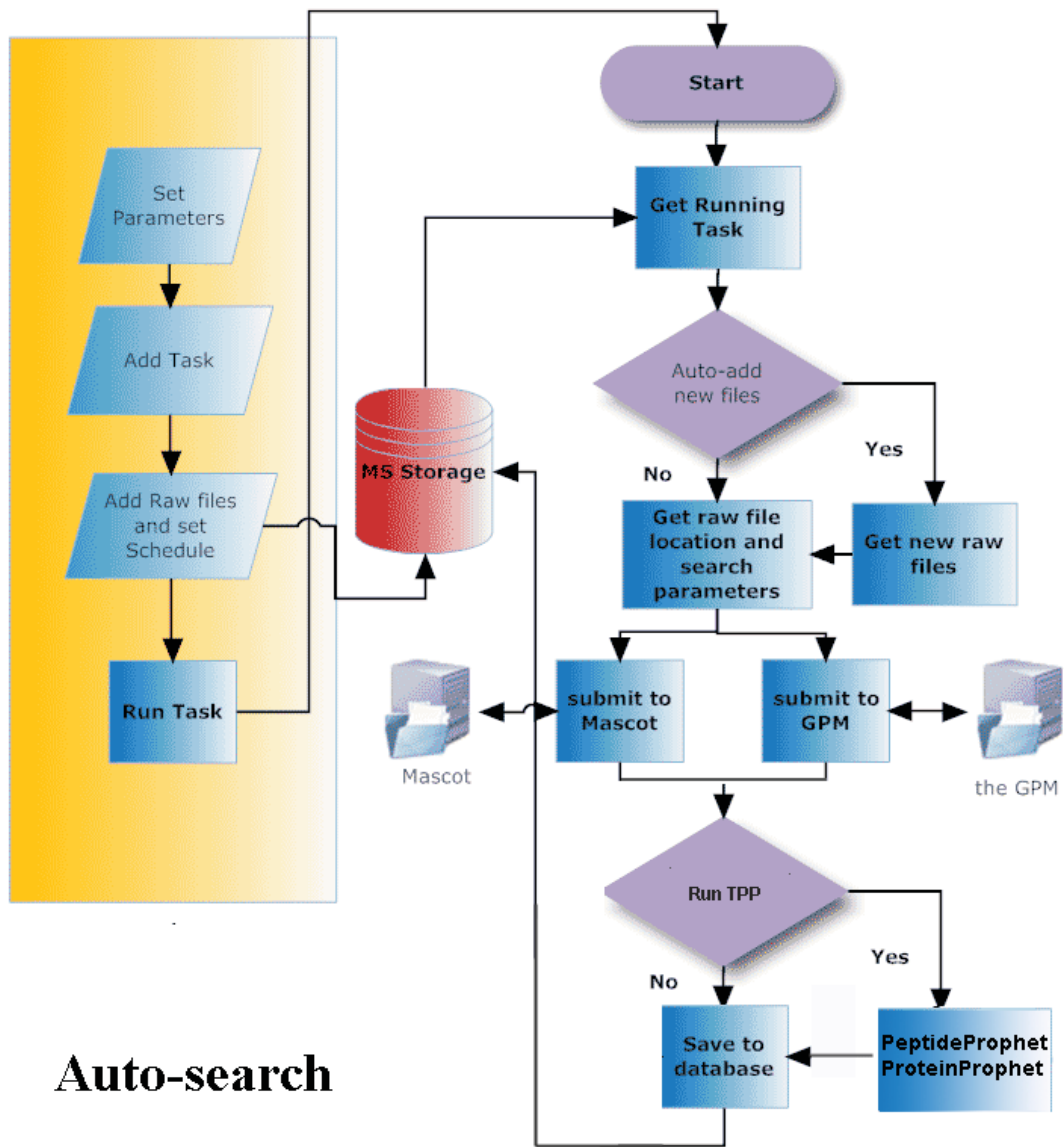 Start
Set
Parameters
Get Running
Task
Add Task
Auto-add
new files
MS Storage
No
Yes
Add Raw files
and set
Schedule
Get raw file
location and
search
parameters
Get new raw
files
Run Task
submit to
Mascot
submit to
GPM
Mascot
the GPM
Run TPP
No
Yes
Save to
database
PeptideProphet
ProteinProphet
Auto-search